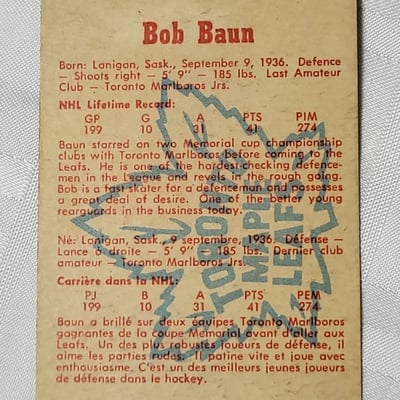 Bob Baun
Born: Lanigan, Sask., September 9, 1936. Defence
— Shoots right — 5' 9" — 185 lbs. Last Amateur
Club — Toronto Marlboros Jrs.
NHL Lifetime Record:
GP G A PTS PIM
199 10 31 41 274
Baun starred on two Memorial cup championship
clubs with Toronto Marlboros before coming to the
Leafs. He is one of the hardest checking defence-
men in the league and revels in the rough going.
Bob is a fast skater for a defenceman and possesses
a great deal of desire. One of the better young
rearguards in the business today.
Né: Lanigan, Sask., 9 septembre, 1936. Défense —
Lance à droite — 5' 9" — 185 lbs. Dernier club
amateur — Toronto Marlboros Jrs.
Carrière dans la NHL:
PJ B A PTS PEM
199 10 31 41 274
Baun a brillé sur deux équipes Toronto Marlboros
gagnantes de la coupe Memorial avant d'aller aux
Leafs. Un des plus robustes joueurs de défense, il
aime les parties rudes. Il patine vite et joue avec
enthousiasme. C'est un des meilleurs jeunes joueurs
de défense dans le hockey.
TORONTO
MAPLE
LEAFS